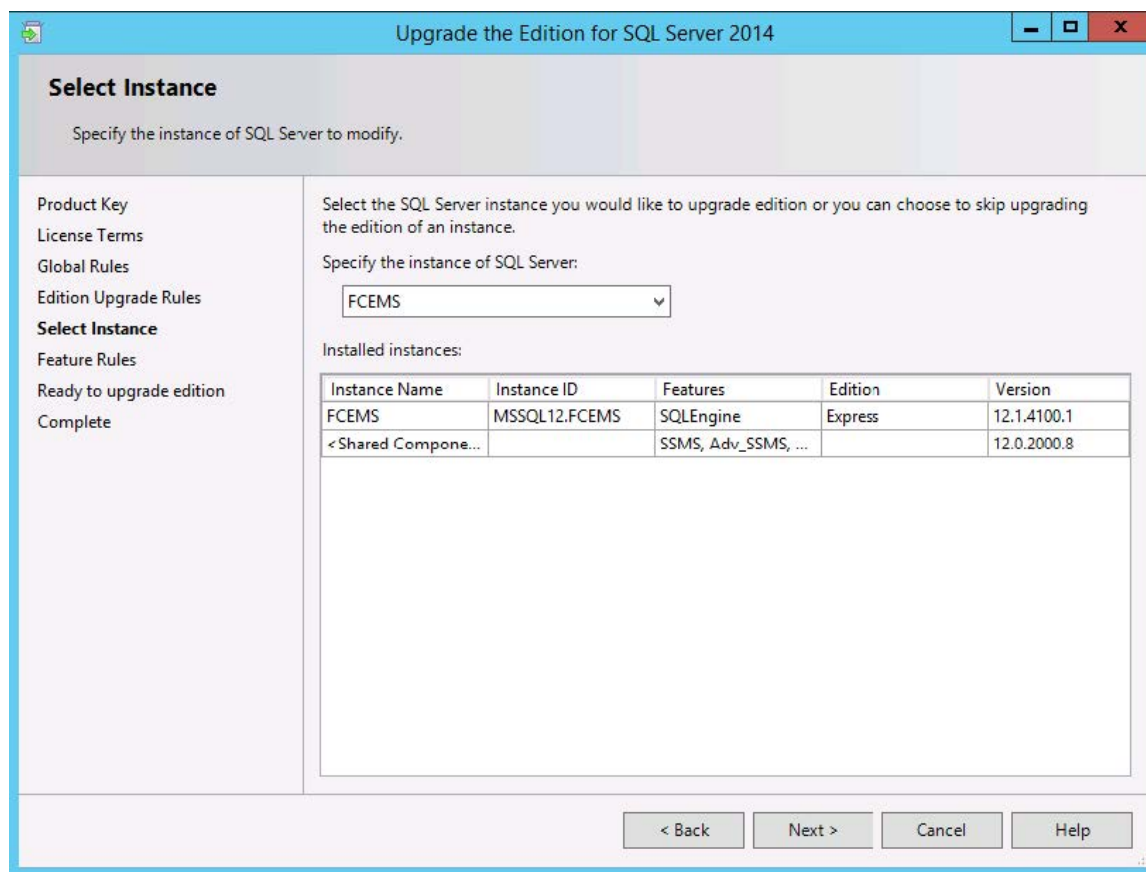 Upgrade the Edition for SQL Server 2014
Select Instance
Specify the instance of SQL Server to modify.
Product Key
License Terms
Global Rules
Edition Upgrade Rules
Select Instance
Feature Rules
Ready to upgrade edition
Complete
Select the SQL Server instance you would like to upgrade edition or you can choose to skip upgrading
the edition of an instance.
Specify the instance of SQL Server:
FCEMS
Installed instances:
Instance Name Instance ID Features Edition Version
FCEMS MSSQL12.FCEMS SQLEngine Express 12.1.4100.1
<Shared Compone... SSMS, Adv_SSMS, ... 12.0.2000.8
< Back Next > Cancel Help